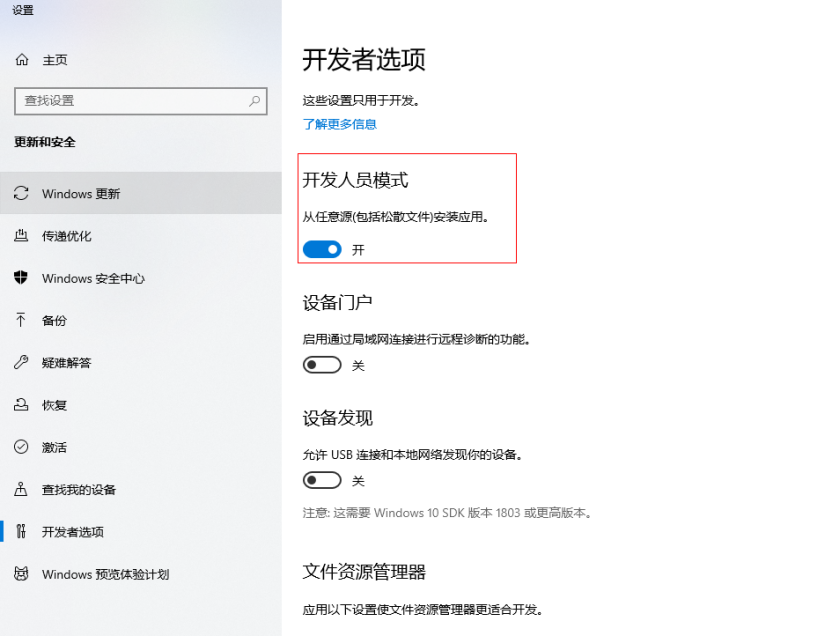 设置
主页
查找设置
更新和安全
Windows 更新
传递优化
Windows 安全中心
备份
疑难解答
恢复
激活
查找我的设备
开发者选项
Windows 预览体验计划
开发者选项
这些设置只用于开发。
了解更多信息
开发人员模式
从任意源(包括松散文件)安装应用。
开
设备门户
启用通过局域网连接进行远程诊断的功能。
关
设备发现
允许 USB 连接和本地网络发现你的设备。
关
注意: 这需要 Windows 10 SDK 版本 1803 或更高版本。
文件资源管理器
应用以下设置使文件资源管理器更适合开发。